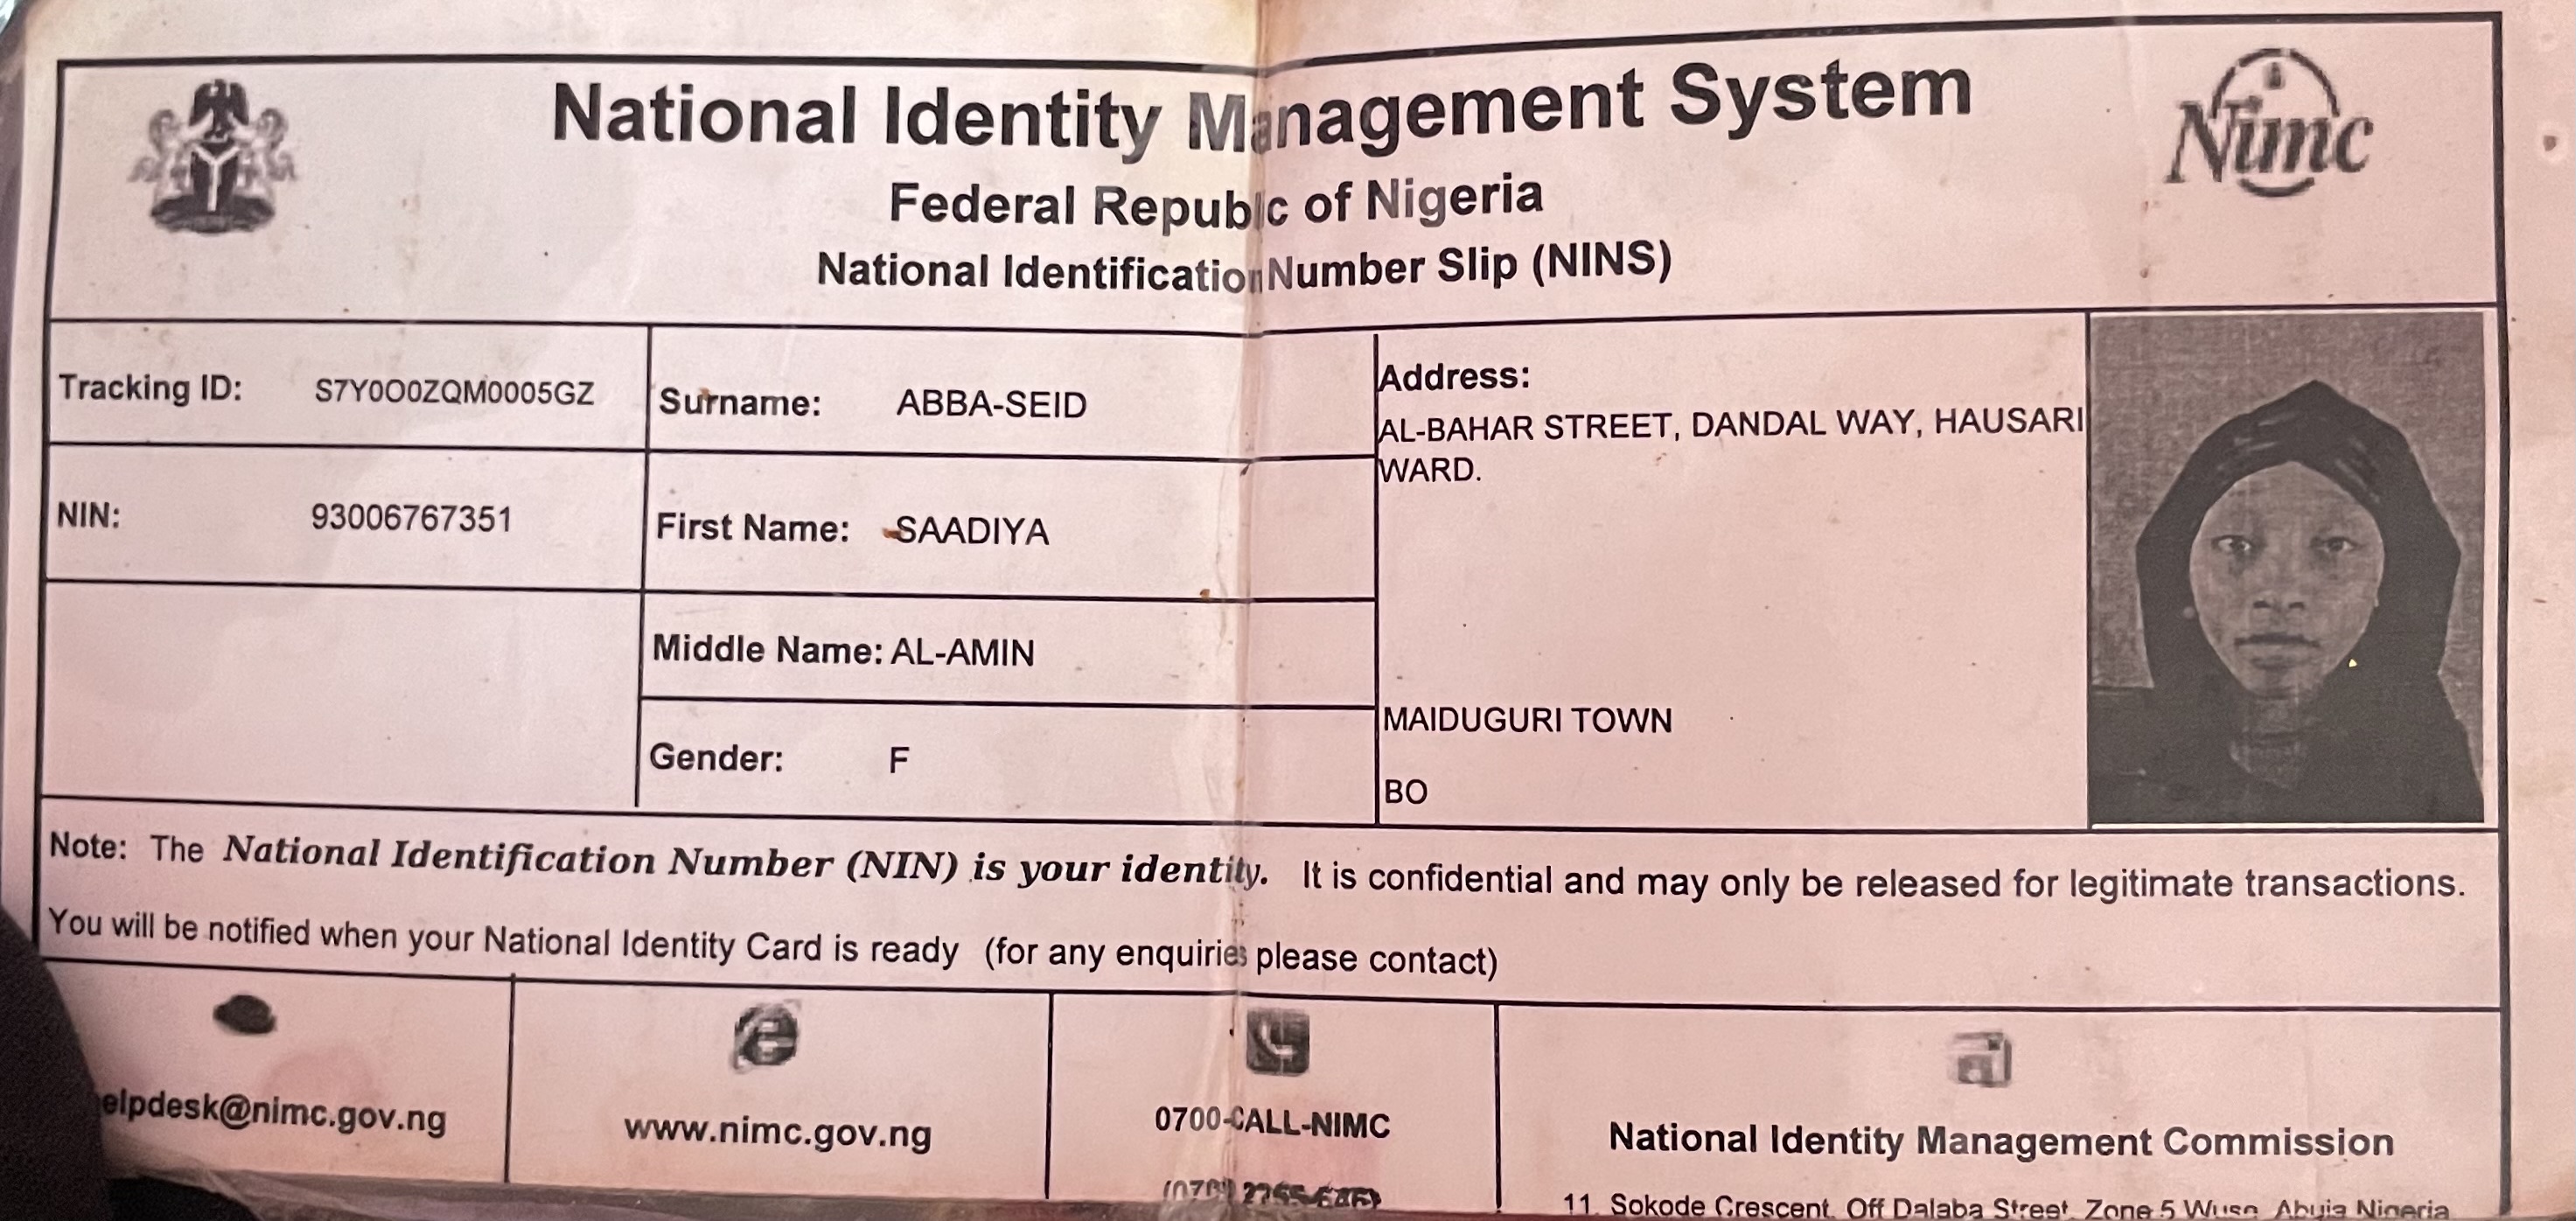 National Identity Management System
Nimc
Federal Republic of Nigeria
National Identification Number Slip (NINS)
Tracking ID: S7Y0O0ZQM0005GZ
Surname: ABBA-SEID
Address:
AL-BAHAR STREET, DANDAL WAY, HAUSARI
WARD.
NIN: 93006767351
First Name: SAADIYA
Middle Name: AL-AMIN
MAIDUGURI TOWN
Gender: F
BO
Note: The National Identification Number (NIN) is your identity. It is confidential and may only be released for legitimate transactions.
You will be notified when your National Identity Card is ready (for any enquiries please contact)
elpdesk@nimc.gov.ng
www.nimc.gov.ng
0700-CALL-NIMC
National Identity Management Commission
11, Sokode Crescent, Off Dalaba Street, Zone 5 Wuse, Abuja Nigeria